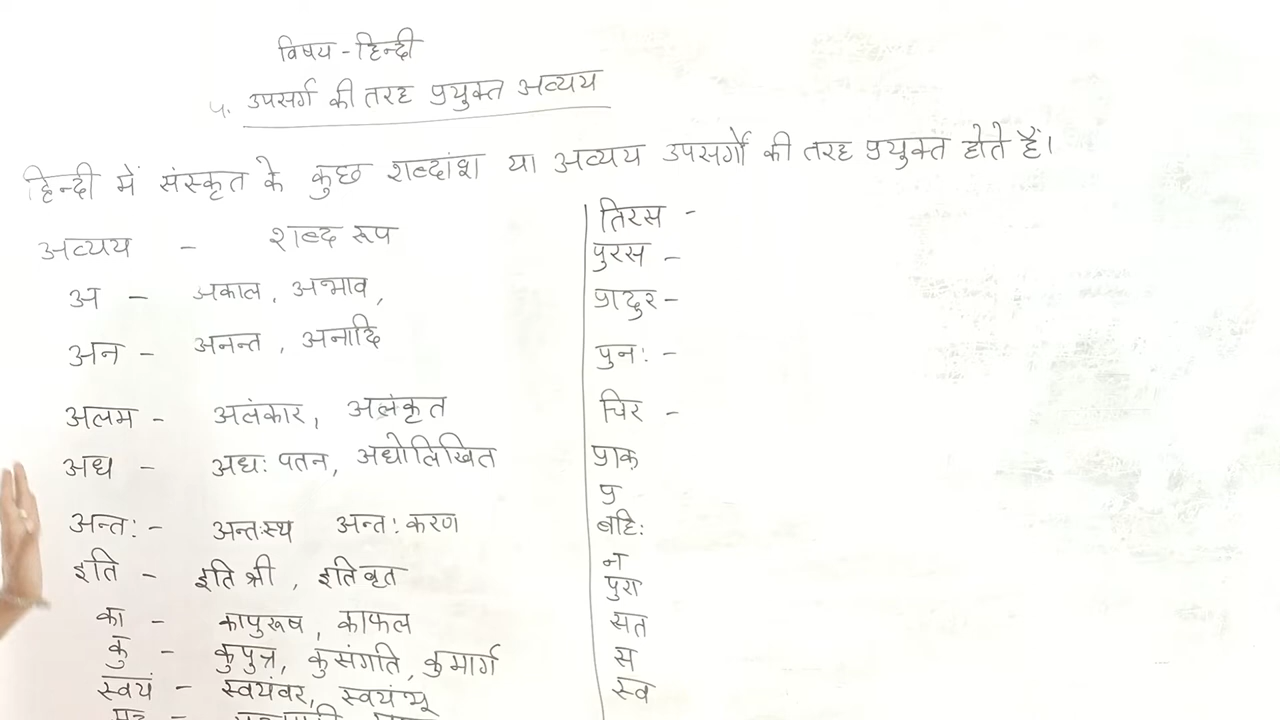 विषय - हिन्दी
५. उपसर्ग की तरह प्रयुक्त अव्यय
हिन्दी में संस्कृत के कुछ शब्दांश या अव्यय उपसर्गों की तरह प्रयुक्त होते हैं।
अव्यय - शब्द रूप
अ - अकाल, अभाव,
अन - अनन्त, अनादि
अलम - अलंकार, अलंकृत
अध - अधः पतन, अधोलिखित
अन्तः - अन्तःस्थ अन्तः करण
इति - इति श्री, इतिवृत
का - कापुरूष, काफल
कु - कुपुत्र, कुसंगति, कुमार्ग
स्वयं - स्वयंवर, स्वयंभू
तिरस -
पुरस -
प्रादुर -
पुनः -
चिर -
प्राक
प्र
बहिः
न
पुरा
सत
स
स्व